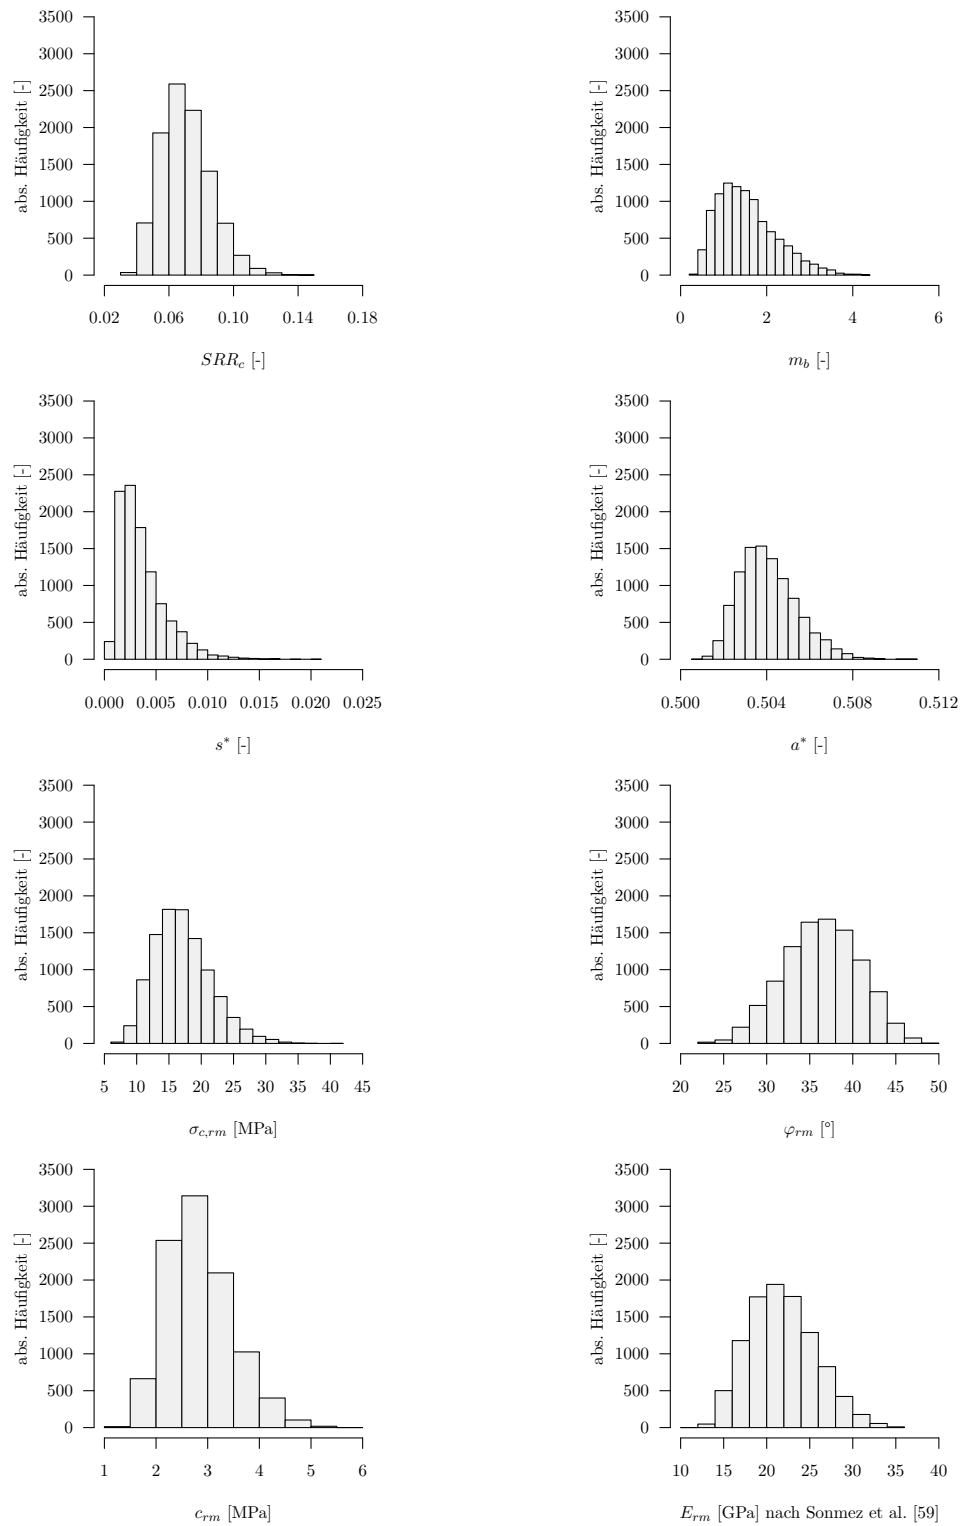 3500
3000
2500
2000
1500
1000
500
0
abs. Häufigkeit [-]
0.02 0.06 0.10 0.14 0.18
SRR_c [-]
3500
3000
2500
2000
1500
1000
500
0
abs. Häufigkeit [-]
0 2 4 6
m_b [-]
3500
3000
2500
2000
1500
1000
500
0
abs. Häufigkeit [-]
0.000 0.005 0.010 0.015 0.020 0.025
s* [-]
3500
3000
2500
2000
1500
1000
500
0
abs. Häufigkeit [-]
0.500 0.504 0.508 0.512
a* [-]
3500
3000
2500
2000
1500
1000
500
0
abs. Häufigkeit [-]
5 10 15 20 25 30 35 40 45
σ_{c,rm} [MPa]
3500
3000
2500
2000
1500
1000
500
0
abs. Häufigkeit [-]
20 25 30 35 40 45 50
φ_{rm} [°]
3500
3000
2500
2000
1500
1000
500
0
abs. Häufigkeit [-]
1 2 3 4 5 6
c_{rm} [MPa]
3500
3000
2500
2000
1500
1000
500
0
abs. Häufigkeit [-]
10 15 20 25 30 35 40
E_{rm} [GPa] nach Sonmez et al. [59]